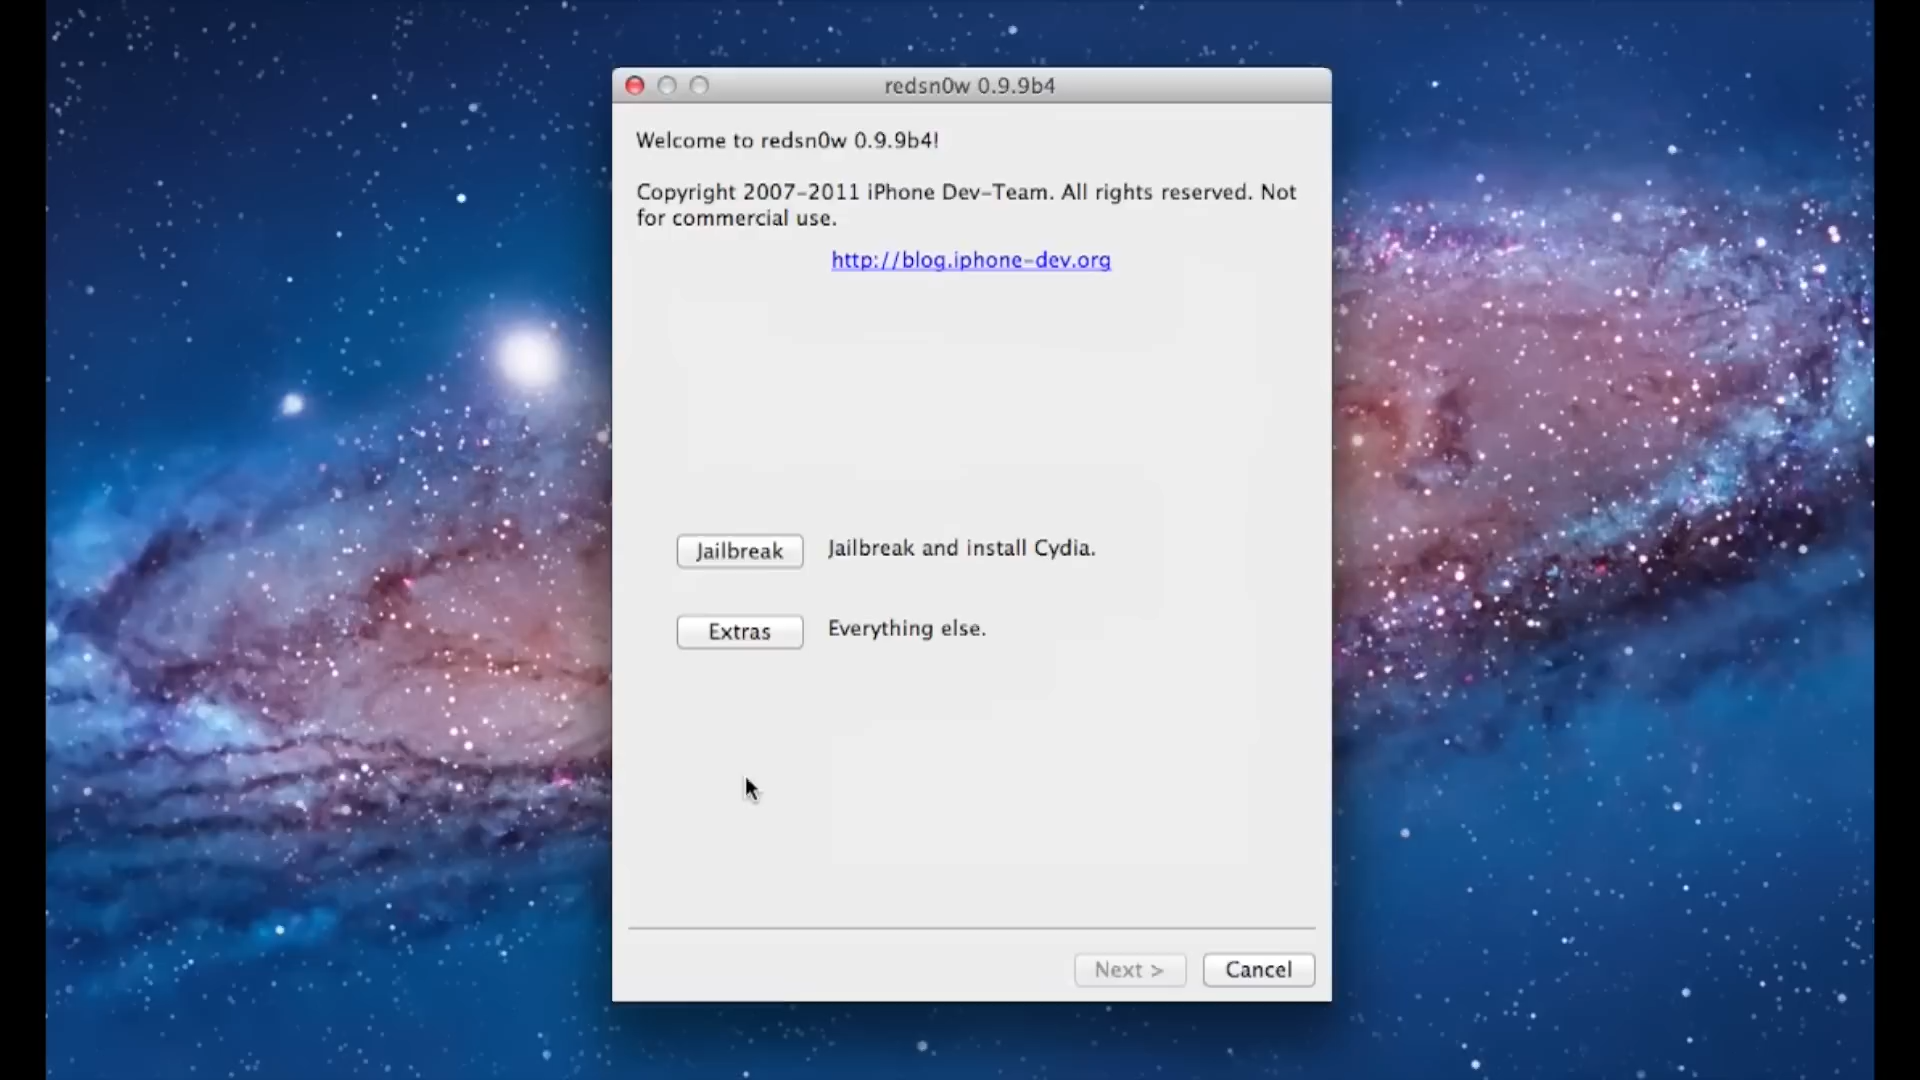 redsn0w 0.9.9b4
Welcome to redsn0w 0.9.9b4!
Copyright 2007-2011 iPhone Dev-Team. All rights reserved. Not
for commercial use.
http://blog.iphone-dev.org
Jailbreak Jailbreak and install Cydia.
Extras Everything else.
Next > Cancel